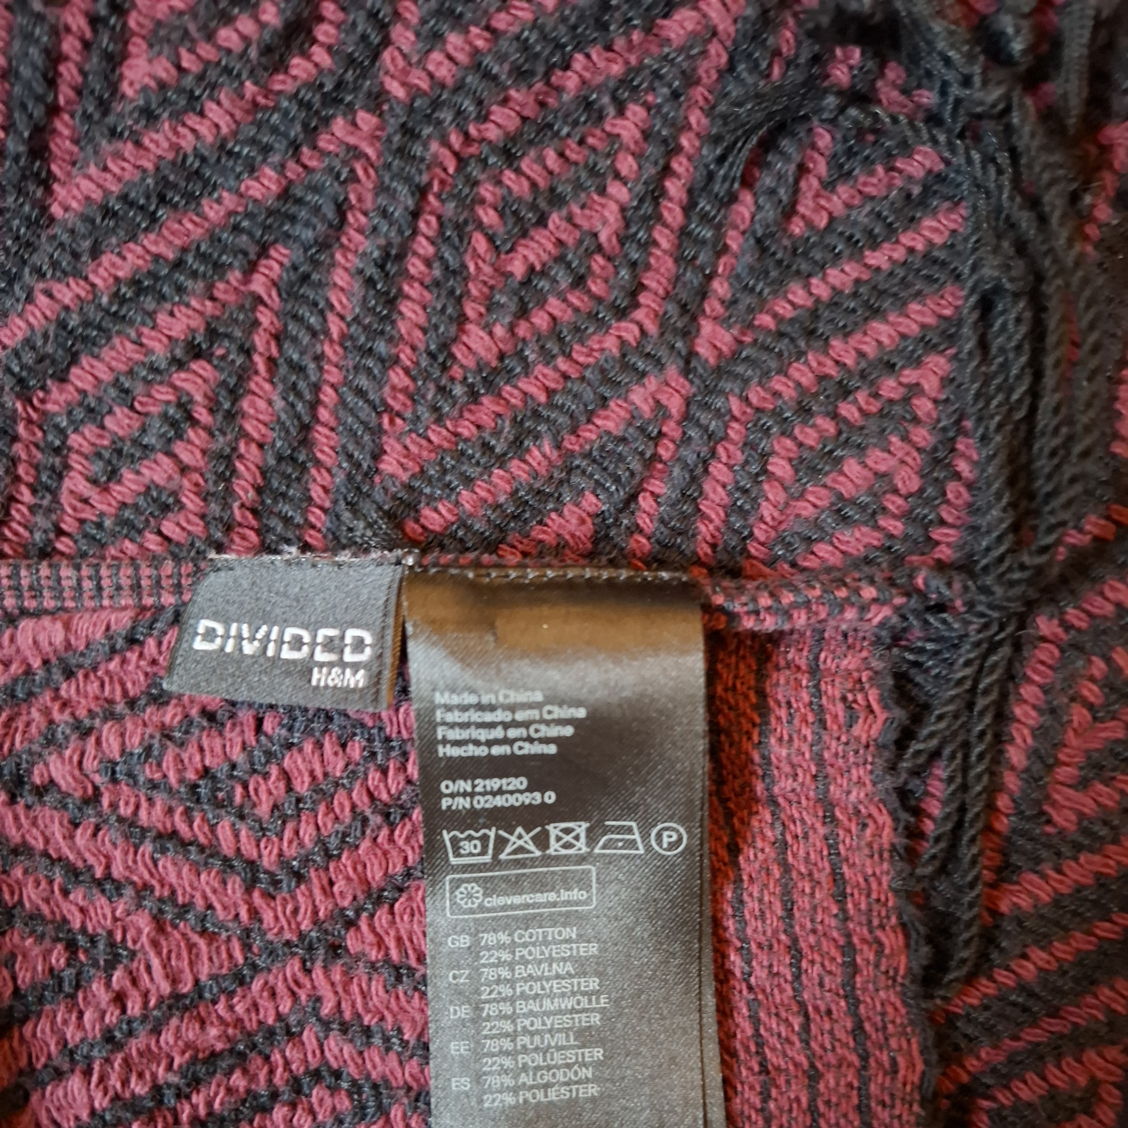 DIVIDED
H&M
Made in China
Fabricado em China
Fabriqué en Chine
Hecho en China
O/N 219120
P/N 0240093 0
30
P
clevercare.info
GB 78% COTTON
22% POLYESTER
CZ 78% BAVLNA
22% POLYESTER
DE 78% BAUMWOLLE
22% POLYESTER
EE 78% PUUVILL
22% POLÜESTER
ES 78% ALGODÓN
22% POLIÉSTER